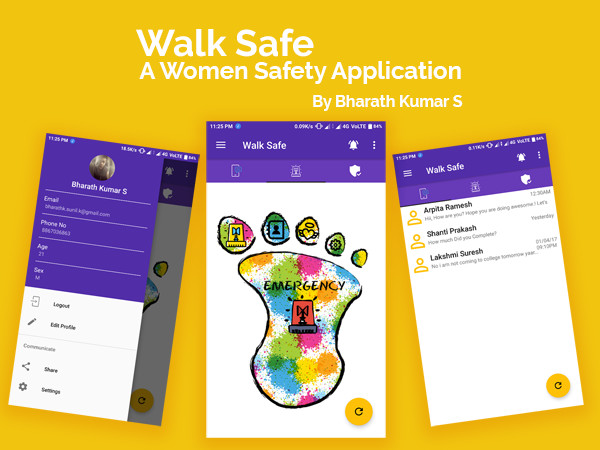 Walk Safe
A Women Safety Application
By Bharath Kumar S
11:25 PM
18.5K/s 4G VoLTE 84%
Bharath Kumar S
Email
bharathk.sunil.k@gmail.com
Phone No
8867036863
Age
21
Sex
M
Logout
Edit Profile
Communicate
Share
Settings
11:25 PM
0.09K/s 4G VoLTE 84%
Walk Safe
EMERGENCY
11:25 PM
0.11K/s 4G VoLTE 84%
Walk Safe
Arpita Ramesh
12:30AM
Hi, How are you? Hope you are doing awesome ! Let's
Shanti Prakash
Yesterday
How much Did you Complete?
Lakshmi Suresh
01/04/17
09:10PM
No i am not coming to college tomorrow year...